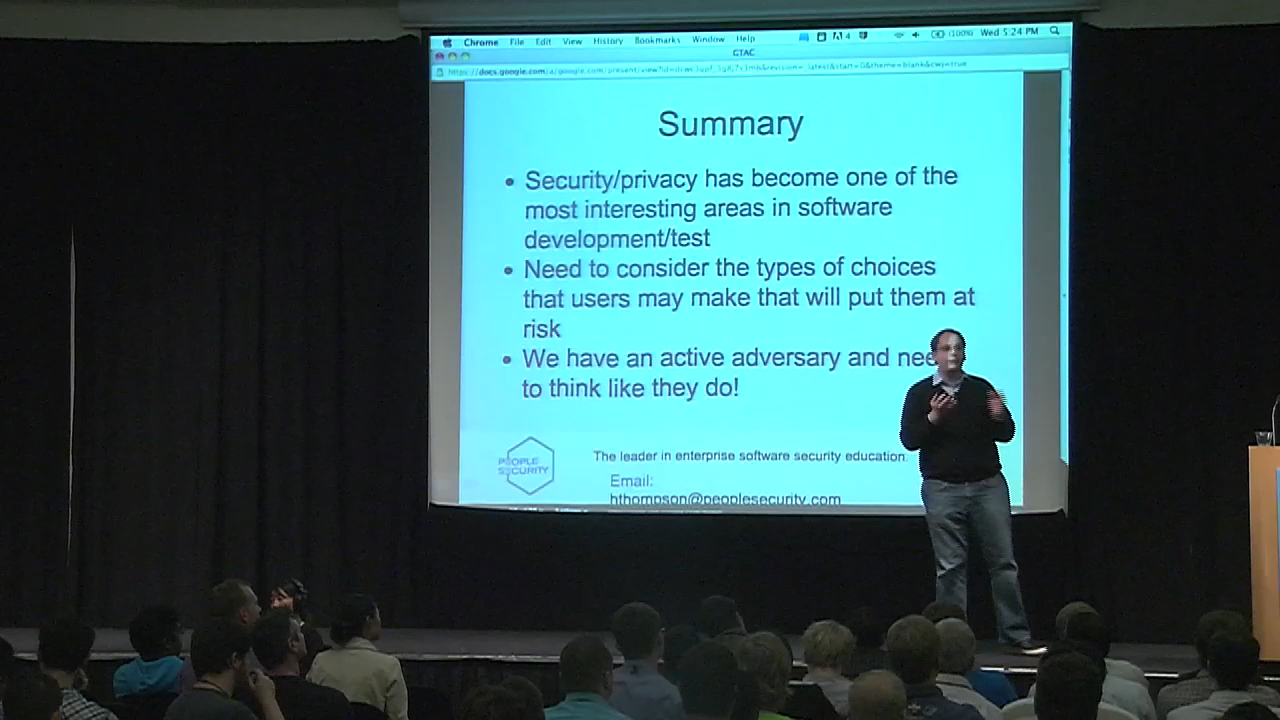 Chrome File Edit View History Bookmarks Window Help 4 (100%) Wed 5:24 PM
GTAC
Summary
• Security/privacy has become one of the
most interesting areas in software
development/test
• Need to consider the types of choices
that users may make that will put them at
risk
• We have an active adversary and nee
to think like they do!
PEOPLE
SECURITY
The leader in enterprise software security education.
Email:
hthompson@peoplesecurity.com